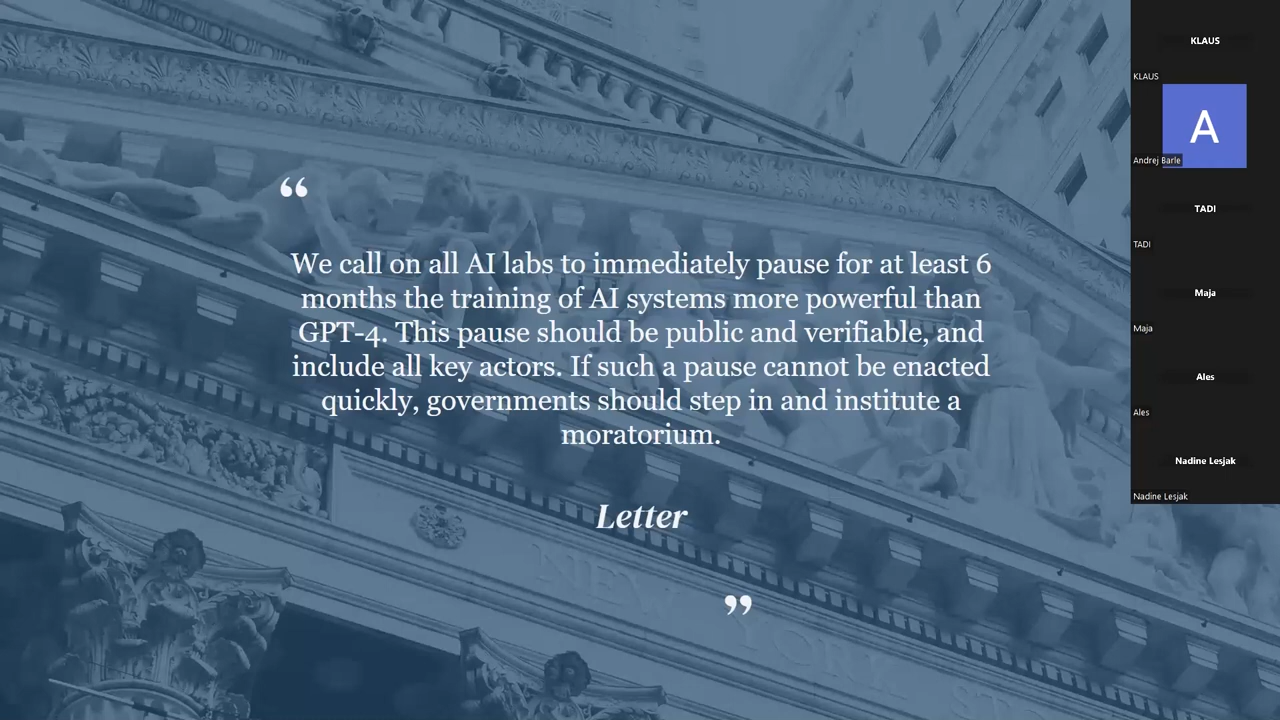 “
We call on all AI labs to immediately pause for at least 6
months the training of AI systems more powerful than
GPT-4. This pause should be public and verifiable, and
include all key actors. If such a pause cannot be enacted
quickly, governments should step in and institute a
moratorium.
Letter
”
NEW YORK ST
KLAUS
KLAUS
A
Andrej Barle
TADI
TADI
Maja
Maja
Ales
Ales
Nadine Lesjak
Nadine Lesjak